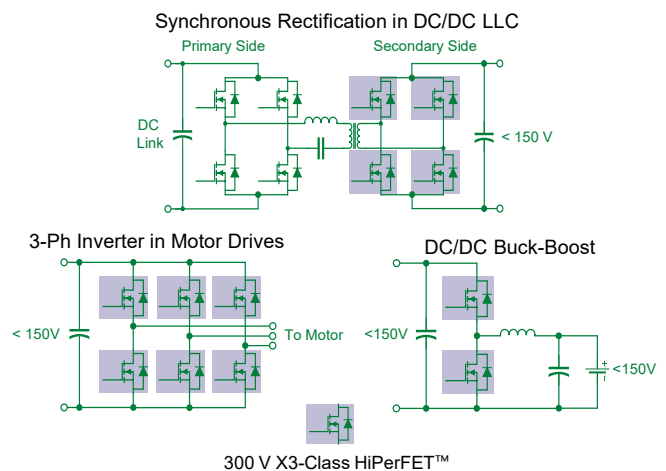 Synchronous Rectification in DC/DC LLC
Primary Side
Secondary Side
DC
Link
< 150 V
3-Ph Inverter in Motor Drives
DC/DC Buck-Boost
< 150V
To Motor
< 150V
+
<150V
-
300 V X3-Class HiPerFET™